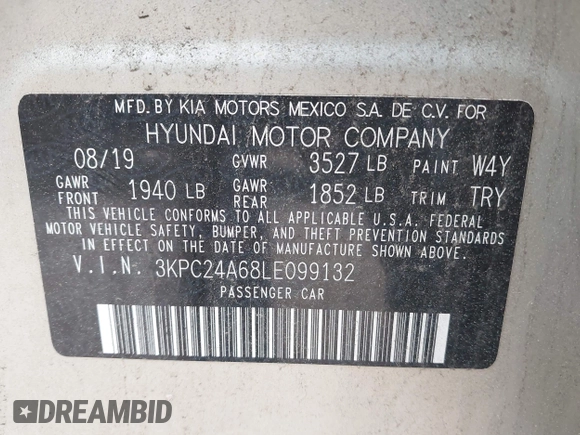 MFD. BY KIA MOTORS MEXICO S.A. DE C.V. FOR
HYUNDAI MOTOR COMPANY
08/19 GVWR 3527 LB PAINT W4Y
GAWR FRONT 1940 LB GAWR REAR 1852 LB TRIM TRY
THIS VEHICLE CONFORMS TO ALL APPLICABLE U.S.A. FEDERAL
MOTOR VEHICLE SAFETY, BUMPER, AND THEFT PREVENTION STANDARDS
IN EFFECT ON THE DATE OF MANUFACTURE SHOWN ABOVE.
V.I.N. 3KPC24A68LE099132
PASSENGER CAR
DREAMBID